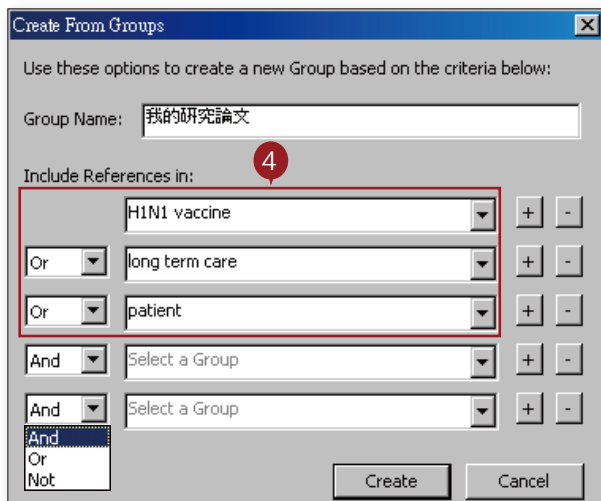 Create From Groups
Use these options to create a new Group based on the criteria below:
Group Name: 我的研究論文
4
Include References in:
H1N1 vaccine + -
Or long term care + -
Or patient + -
And Select a Group + -
And Select a Group + -
And
Or
Not
Create Cancel